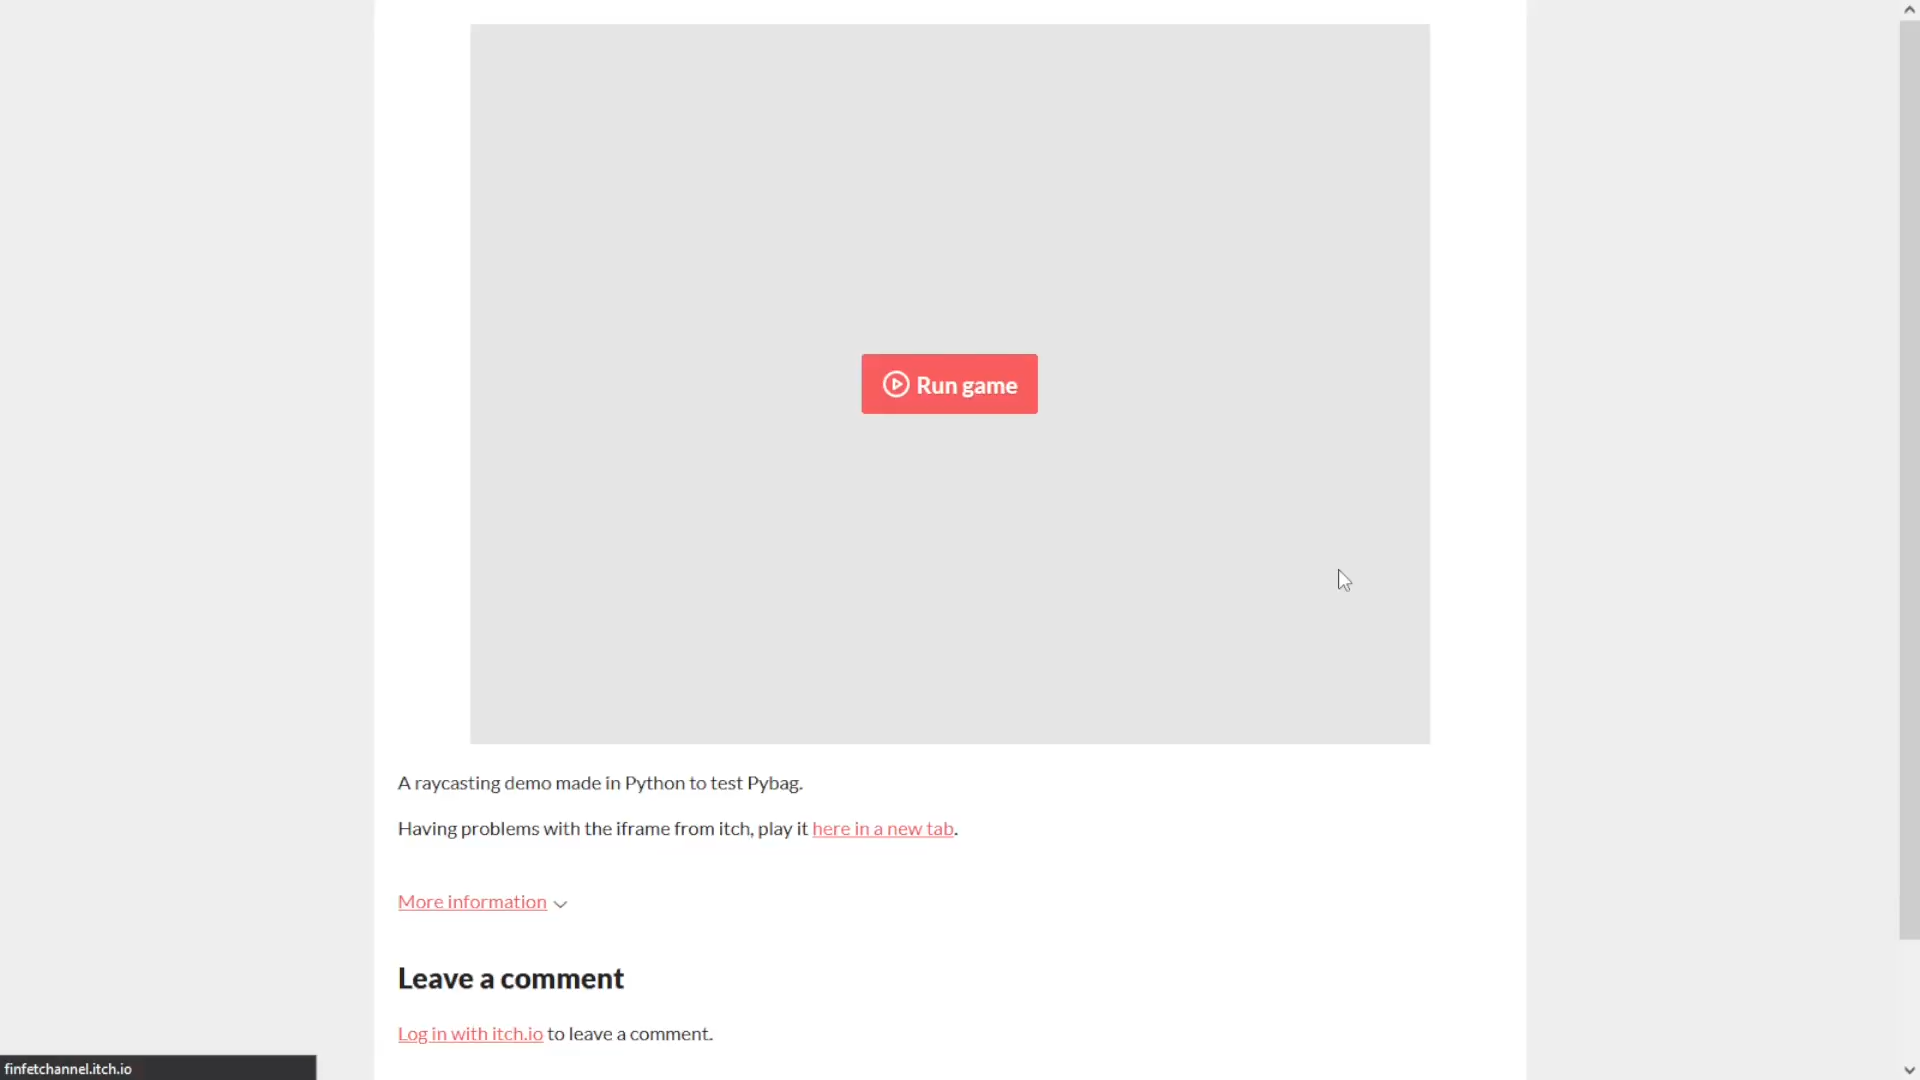 Run game
A raycasting demo made in Python to test Pybag.
Having problems with the iframe from itch, play it here in a new tab.
More information
Leave a comment
Log in with itch.io to leave a comment.
finfetchannel.itch.io